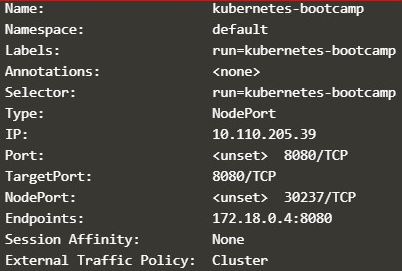 Name: kubernetes-bootcamp
Namespace: default
Labels: run=kubernetes-bootcamp
Annotations: <none>
Selector: run=kubernetes-bootcamp
Type: NodePort
IP: 10.110.205.39
Port: <unset> 8080/TCP
TargetPort: 8080/TCP
NodePort: <unset> 30237/TCP
Endpoints: 172.18.0.4:8080
Session Affinity: None
External Traffic Policy: Cluster